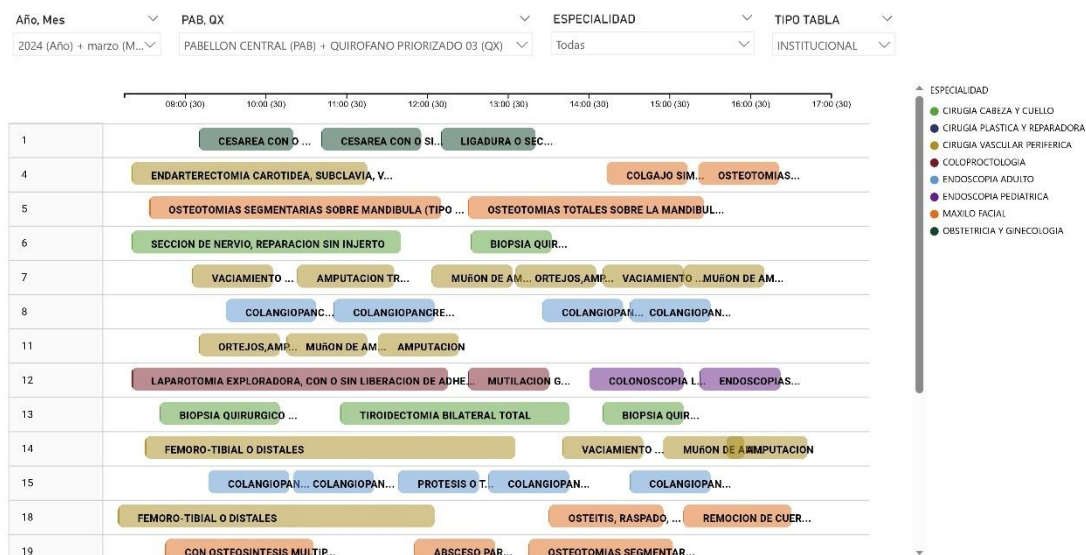 Año, Mes
PAB, QX
ESPECIALIDAD
TIPO TABLA
2024 (Año) + marzo (M...
PABELLON CENTRAL (PAB) + QUIROFANO PRIORIZADO 03 (QX)
Todas
INSTITUCIONAL
09:00 (30) 10:00 (30) 11:00 (30) 12:00 (30) 13:00 (30) 14:00 (30) 15:00 (30) 16:00 (30) 17:00 (30)
1 CESAREA CON O ... CESAREA CON O SI... LIGADURA O SEC...
4 ENDARTERECTOMIA CAROTIDEA, SUBCLAVIA, V... COLGAJO SIM... OSTEOTOMIAS...
5 OSTEOTOMIAS SEGMENTARIAS SOBRE MANDIBULA (TIPO ... OSTEOTOMIAS TOTALES SOBRE LA MANDIBUL...
6 SECCION DE NERVIO, REPARACION SIN INJERTO BIOPSIA QUIR...
7 VACIAMIENTO ... AMPUTACION TR... MUñON DE AM... ORTEJOS,AMP... VACIAMIENTO ... MUñON DE AM...
8 COLANGIOPANC... COLANGIOPANCRE... COLANGIOPAN... COLANGIOPAN...
11 ORTEJOS,AMP... MUñON DE AM... AMPUTACION
12 LAPAROTOMIA EXPLORADORA, CON O SIN LIBERACION DE ADHE... MUTILACION G... COLONOSCOPIA L... ENDOSCOPIAS...
13 BIOPSIA QUIRURGICO ... TIROIDECTOMIA BILATERAL TOTAL BIOPSIA QUIR...
14 FEMORO-TIBIAL O DISTALES VACIAMIENTO ... MUñON DE AMPUTACION
15 COLANGIOPAN... COLANGIOPAN... PROTESIS O T... COLANGIOPAN... COLANGIOPAN...
18 FEMORO-TIBIAL O DISTALES OSTEITIS, RASPADO, ... REMOCION DE CUER...
19 CON OSTEOSINTESIS MULTIP... ABSCESO PAR... OSTEOTOMIAS SEGMENTAR...
ESPECIALIDAD
CIRUGIA CABEZA Y CUELLO
CIRUGIA PLASTICA Y REPARADORA
CIRUGIA VASCULAR PERIFERICA
COLOPROCTOLOGIA
ENDOSCOPIA ADULTO
ENDOSCOPIA PEDIATRICA
MAXILO FACIAL
OBSTETRICIA Y GINECOLOGIA